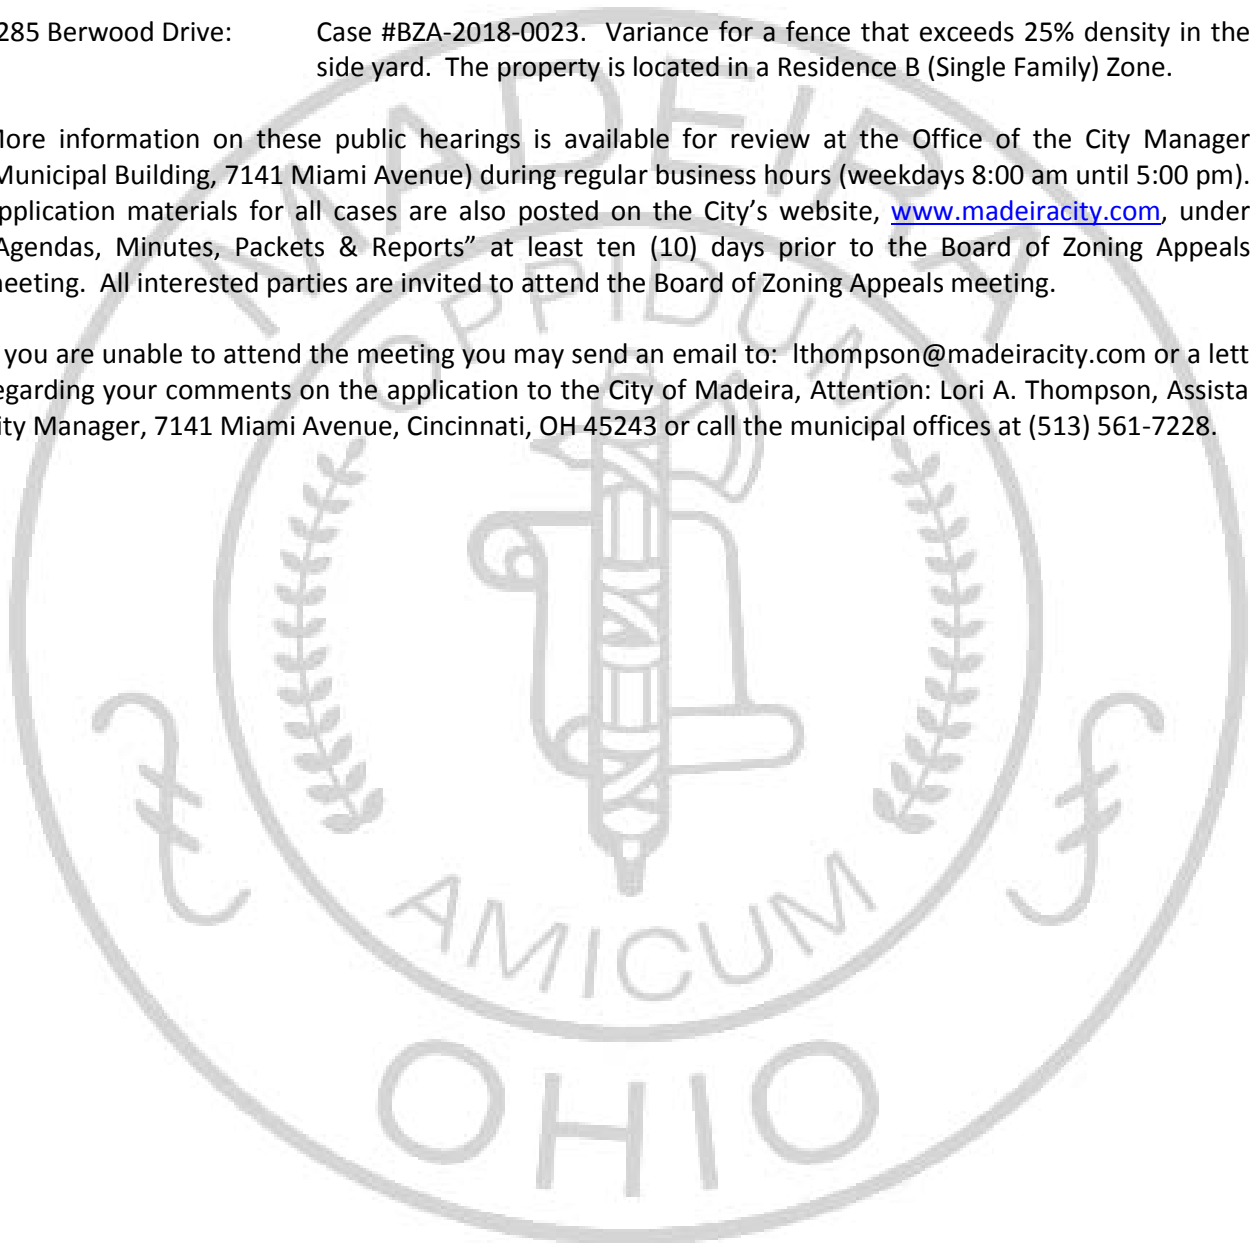 285 Berwood Drive: Case #BZA-2018-0023. Variance for a fence that exceeds 25% density in the
side yard. The property is located in a Residence B (Single Family) Zone.
More information on these public hearings is available for review at the Office of the City Manager
Municipal Building, 7141 Miami Avenue) during regular business hours (weekdays 8:00 am until 5:00 pm).
pplication materials for all cases are also posted on the City’s website, www.madeiracity.com, under
Agendas, Minutes, Packets & Reports” at least ten (10) days prior to the Board of Zoning Appeals
meeting. All interested parties are invited to attend the Board of Zoning Appeals meeting.
you are unable to attend the meeting you may send an email to: lthompson@madeiracity.com or a lett
egarding your comments on the application to the City of Madeira, Attention: Lori A. Thompson, Assista
ity Manager, 7141 Miami Avenue, Cincinnati, OH 45243 or call the municipal offices at (513) 561-7228.
MADEIRA
OPPIDUM
AMICUM
OHIO